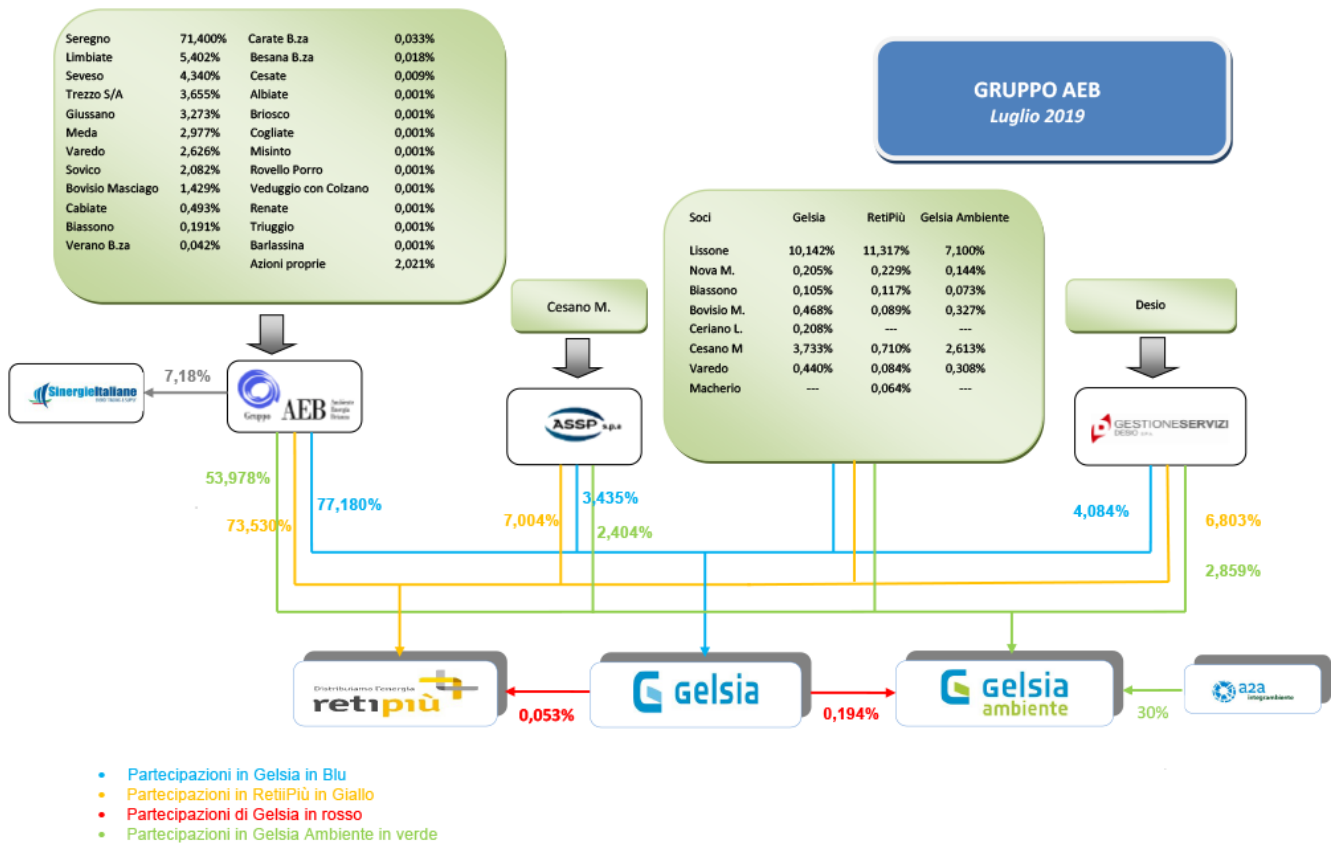 Seregno 71,400% Carate B.za 0,033%
Limbiate 5,402% Besana B.za 0,018%
Seveso 4,340% Cesate 0,009%
Trezzo S/A 3,655% Albiate 0,001%
Giussano 3,273% Briosco 0,001%
Meda 2,977% Cogliate 0,001%
Varedo 2,626% Misinto 0,001%
Sovico 2,082% Rovello Porro 0,001%
Bovisio Masciago 1,429% Veduggio con Colzano 0,001%
Cabiate 0,493% Renate 0,001%
Biassono 0,191% Triuggio 0,001%
Verano B.za 0,042% Barlassina 0,001%
Azioni proprie 2,021%
GRUPPO AEB
Luglio 2019
Soci Gelsia RetiPiù Gelsia Ambiente
Lissone 10,142% 11,317% 7,100%
Nova M. 0,205% 0,229% 0,144%
Biassono 0,105% 0,117% 0,073%
Bovisio M. 0,468% 0,089% 0,327%
Ceriano L. 0,208% --- ---
Cesano M 3,733% 0,710% 2,613%
Varedo 0,440% 0,084% 0,308%
Macherio --- 0,064% ---
Cesano M.
Desio
SinergieItaliane
7,18%
Gruppo AEB Ambiente Energia Brianza
ASSP s.p.a
GESTIONESERVIZI
DESIO
53,978%
77,180%
73,530%
7,004%
3,435%
2,404%
4,084%
6,803%
2,859%
Distribuiamo l'energia
retipiù
0,053%
Gelsia
0,194%
Gelsia
ambiente
30%
a2a
integrambiente
• Partecipazioni in Gelsia in Blu
• Partecipazioni in RetiiPiù in Giallo
• Partecipazioni di Gelsia in rosso
• Partecipazioni in Gelsia Ambiente in verde